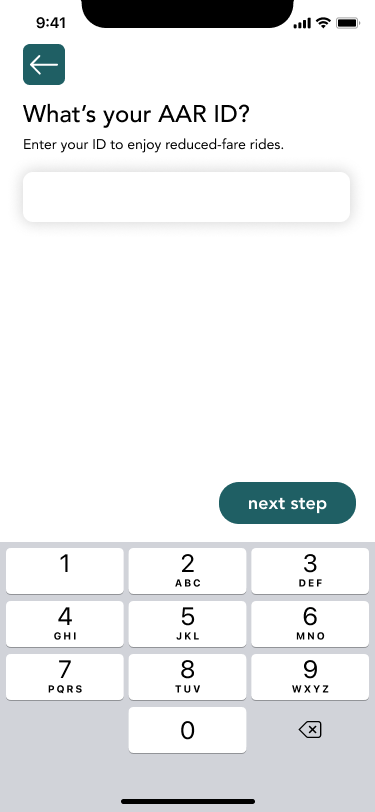 9:41
What's your AAR ID?
Enter your ID to enjoy reduced-fare rides.
next step
1
2
ABC
3
DEF
4
GHI
5
JKL
6
MNO
7
PQRS
8
TUV
9
WXYZ
0